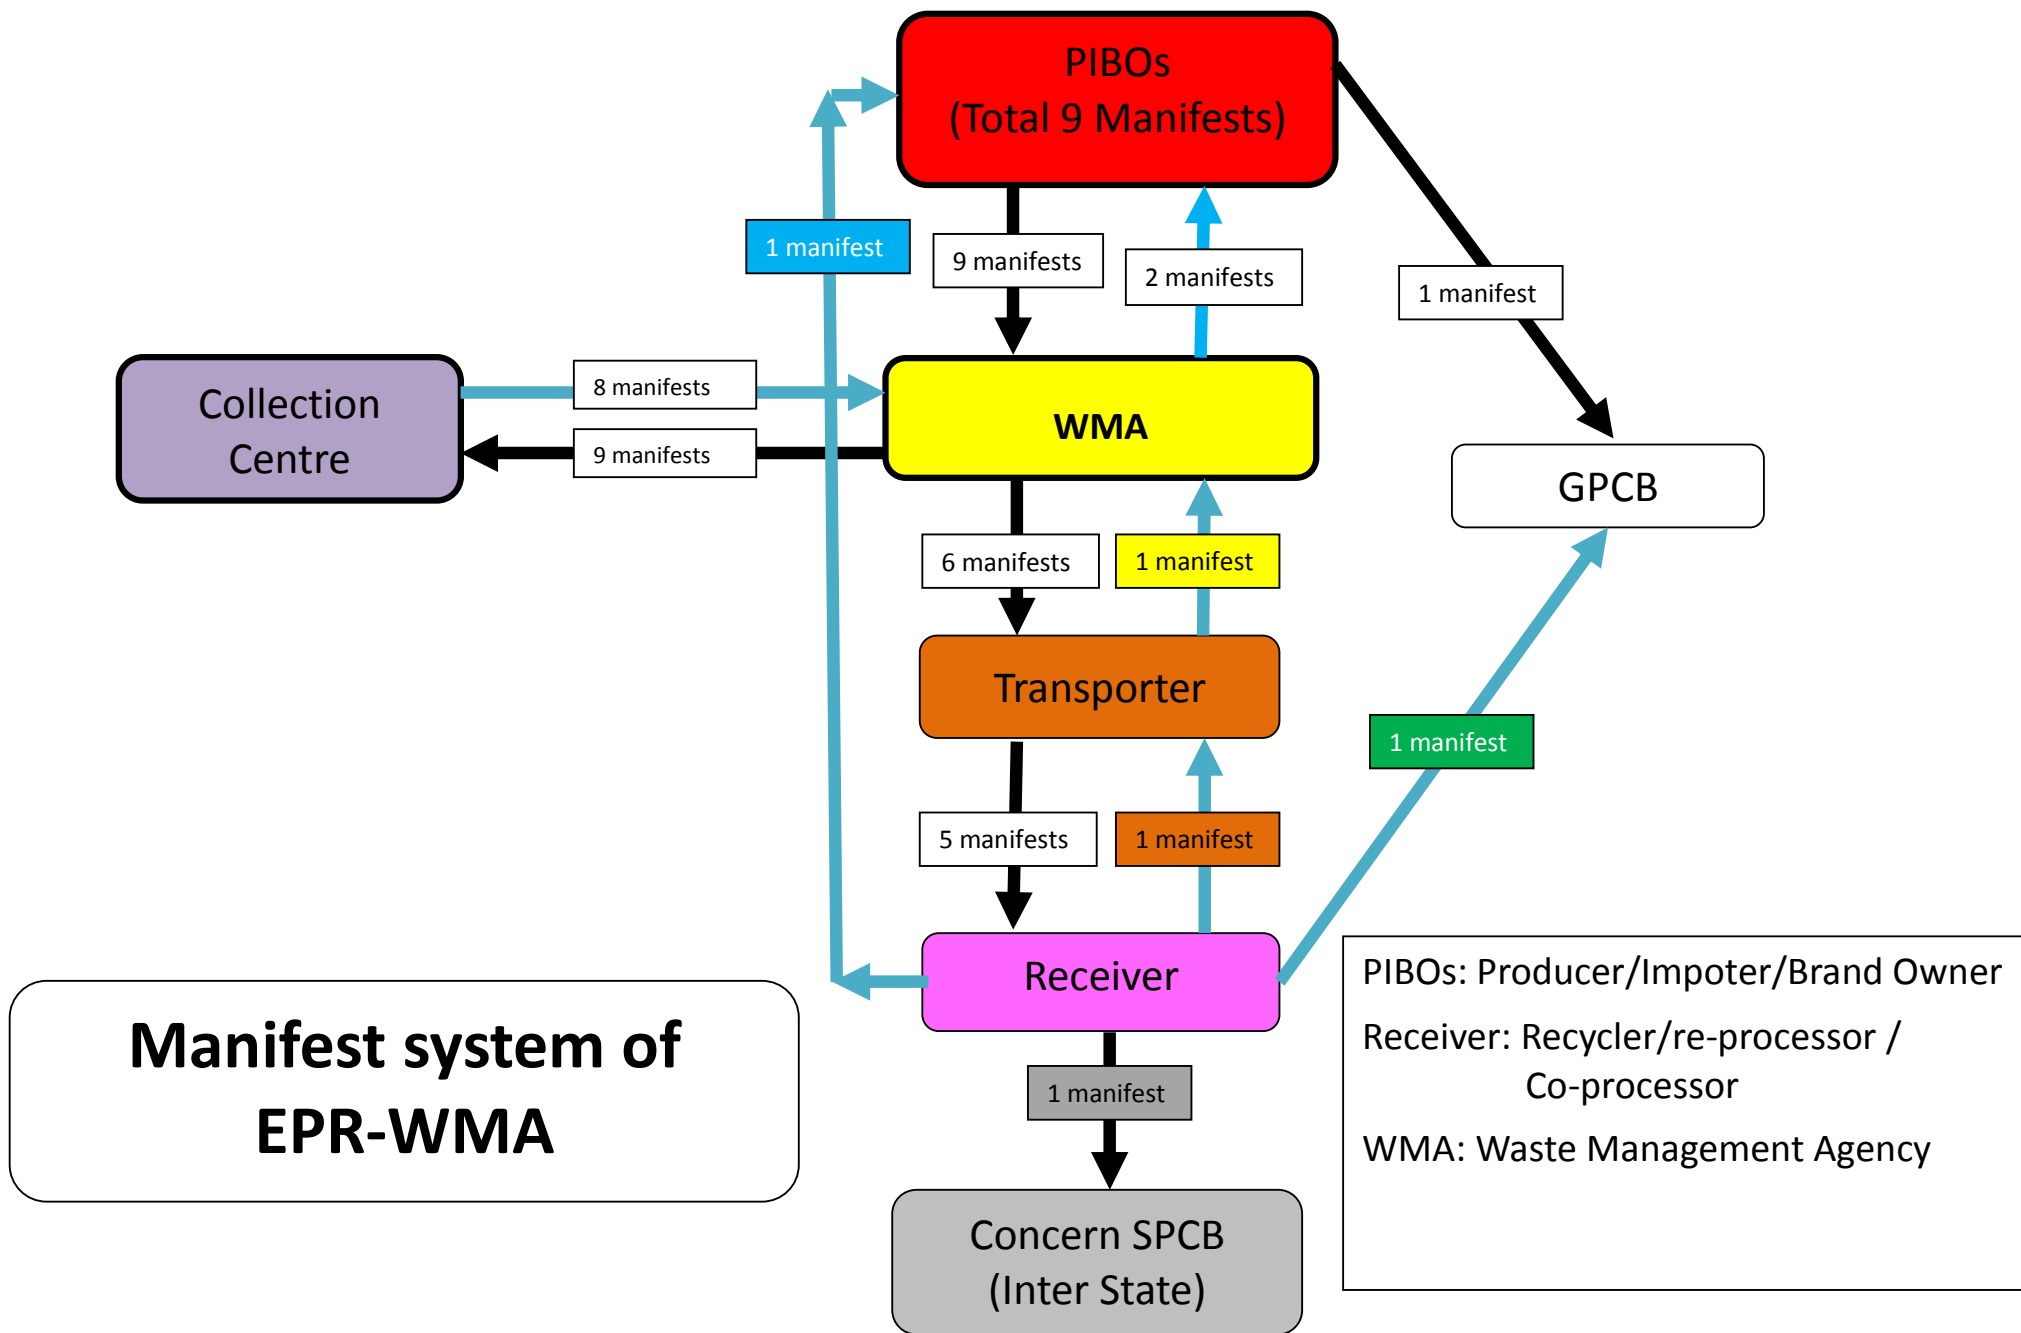 PIBOs
(Total 9 Manifests)
1 manifest
9 manifests
2 manifests
1 manifest
8 manifests
Collection
Centre
WMA
9 manifests
GPCB
6 manifests
1 manifest
Transporter
1 manifest
5 manifests
1 manifest
Receiver
PIBOs: Producer/Impoter/Brand Owner
Receiver: Recycler/re-processor /
Co-processor
WMA: Waste Management Agency
Manifest system of
EPR-WMA
1 manifest
Concern SPCB
(Inter State)